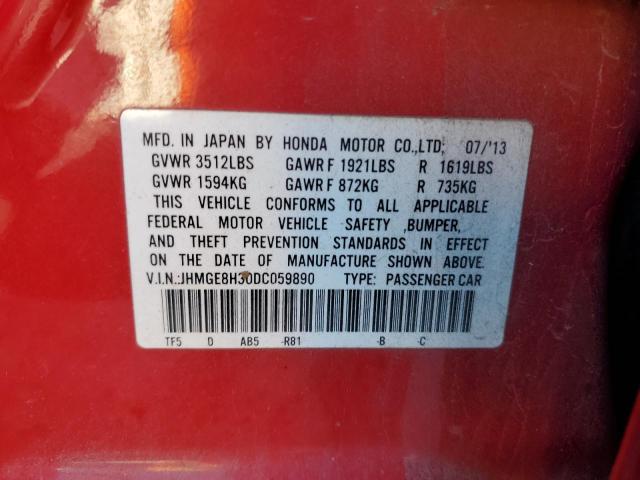 MFD. IN JAPAN BY HONDA MOTOR CO.,LTD; 07/'13
GVWR 3512LBS GAWR F 1921LBS R 1619LBS
GVWR 1594KG GAWR F 872KG R 735KG
THIS VEHICLE CONFORMS TO ALL APPLICABLE
FEDERAL MOTOR VEHICLE SAFETY ,BUMPER,
AND THEFT PREVENTION STANDARDS IN EFFECT
ON THE DATE OF MANUFACTURE SHOWN ABOVE.
V.I.N.:JHMGE8H30DC059890 TYPE: PASSENGER CAR
TF5 D AB5 -R81 -B -C